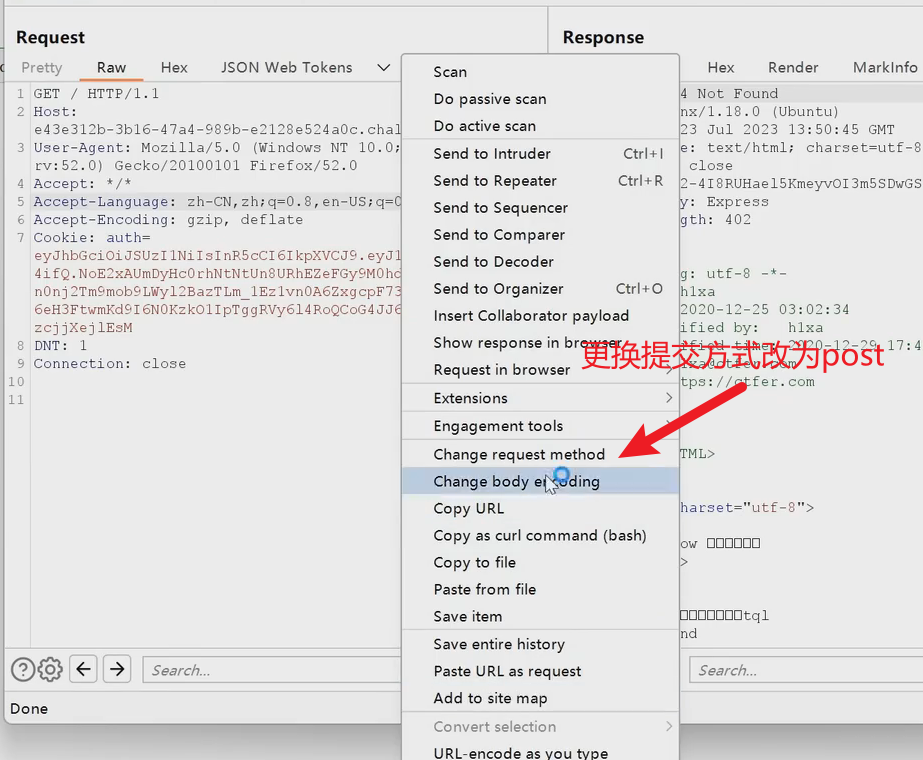 Request
Pretty
Raw
Hex
JSON Web Tokens
1 GET / HTTP/1.1
2 Host:
e43e312b-3b16-47a4-989b-e2128e524a0c.chal
3 User-Agent: Mozilla/5.0 (Windows NT 10.0;
rv:52.0) Gecko/20100101 Firefox/52.0
4 Accept: */*
5 Accept-Language: zh-CN,zh;q=0.8,en-US;q=0
6 Accept-Encoding: gzip, deflate
7 Cookie: auth=
eyJhbGciOiJSUzI1NiIsInR5cCI6IkpXVCJ9.eyJ1
4ifQ.NoE2xAUmDyHc0rhNtNtUn8URhEZeFGy9M0hd
n0nj2Tm9mob9LWyl2BazTLm_1Ez1vn0A6ZxgcpF73
6eH3FtwmKd9I6N0KzkO1IpTggRVy6l4RoQCoG4JJ6
zcjjXejlEsM
8 DNT: 1
9 Connection: close
10
11
Scan
Do passive scan
Do active scan
Send to Intruder Ctrl+I
Send to Repeater Ctrl+R
Send to Sequencer
Send to Comparer
Send to Decoder
Send to Organizer Ctrl+O
Insert Collaborator payload
Show response in browser
Request in browser
Extensions
Engagement tools
Change request method
Change body encoding
Copy URL
Copy as curl command (bash)
Copy to file
Paste from file
Save item
Save entire history
Paste URL as request
Add to site map
Convert selection
URL-encode as you type
更换提交方式改为post
Response
Hex
Render
MarkInfo
4 Not Found
nx/1.18.0 (Ubuntu)
23 Jul 2023 13:50:45 GMT
e: text/html; charset=utf-8
close
2-4I8RUHael5KmeyvOI3m5SDwGS
y: Express
gth: 402
g: utf-8 -*-
h1xa
2020-12-25 03:02:34
ified by: h1xa
2020-12-29 17:4
tps://ctfer.com
TML>
harset="utf-8">
ow
>
tql
nd
Search...
Search...
Done